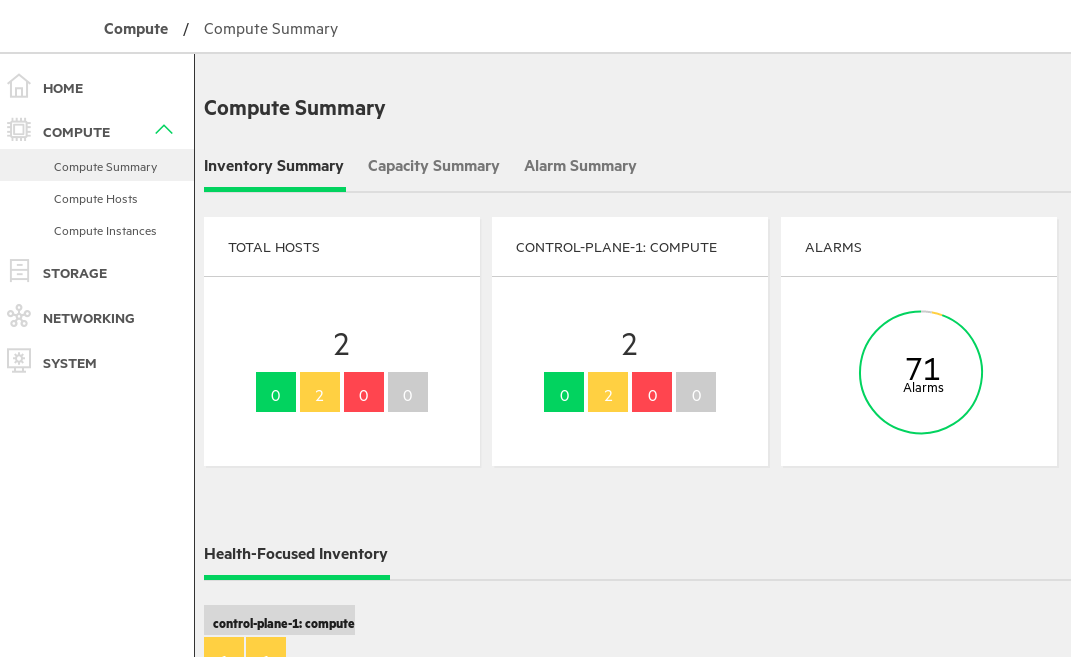 Compute / Compute Summary
HOME
COMPUTE
Compute Summary
Compute Hosts
Compute Instances
STORAGE
NETWORKING
SYSTEM
Compute Summary
Inventory Summary Capacity Summary Alarm Summary
TOTAL HOSTS
2
0 2 0 0
CONTROL-PLANE-1: COMPUTE
2
0 2 0 0
ALARMS
71
Alarms
Health-Focused Inventory
control-plane-1: compute